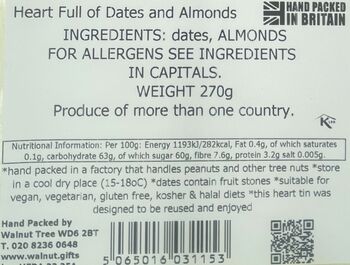 Heart Full of Dates and Almonds
HAND PACKED
IN BRITAIN
INGREDIENTS: dates, ALMONDS
FOR ALLERGENS SEE INGREDIENTS
IN CAPITALS.
WEIGHT 270g
Produce of more than one country.
Nutritional Information: Per 100g: Energy 1193kJ/282kcal, Fat 0.4g, of which saturates
0.1g, carbohydrate 63g, of which sugar 60g, fibre 7.6g, protein 3.2g salt 0.005g.
*hand packed in a factory that handles peanuts and other tree nuts *store
in a cool dry place (15-18oC) *dates contain fruit stones *suitable for
vegan, vegetarian, gluten free, kosher & halal diets *this heart tin was
designed to be reused and enjoyed
Hand Packed by
Walnut Tree WD6 2BT
T. 020 8236 0648
www.walnut.gifts
5 065016 031153